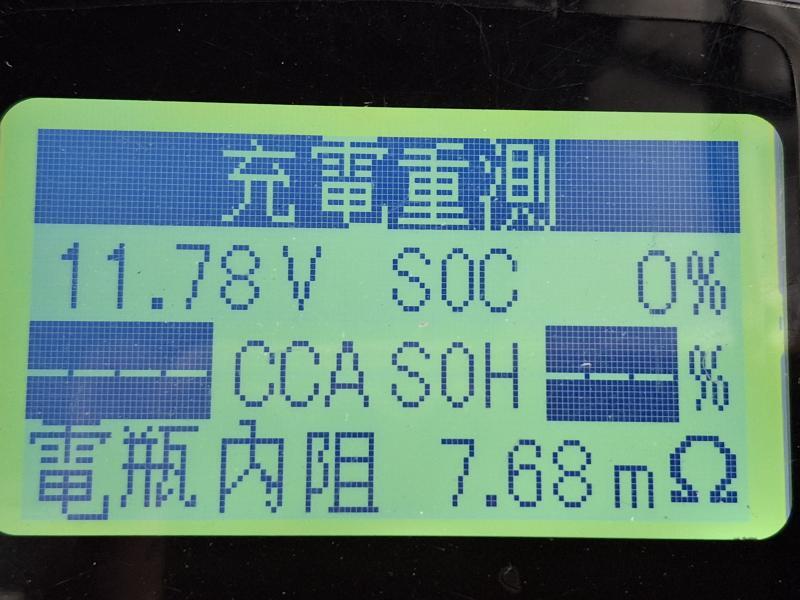 充電重測
11.78V SOC 0%
---- CCA SOH ---%
電瓶內阻 7.68mΩ